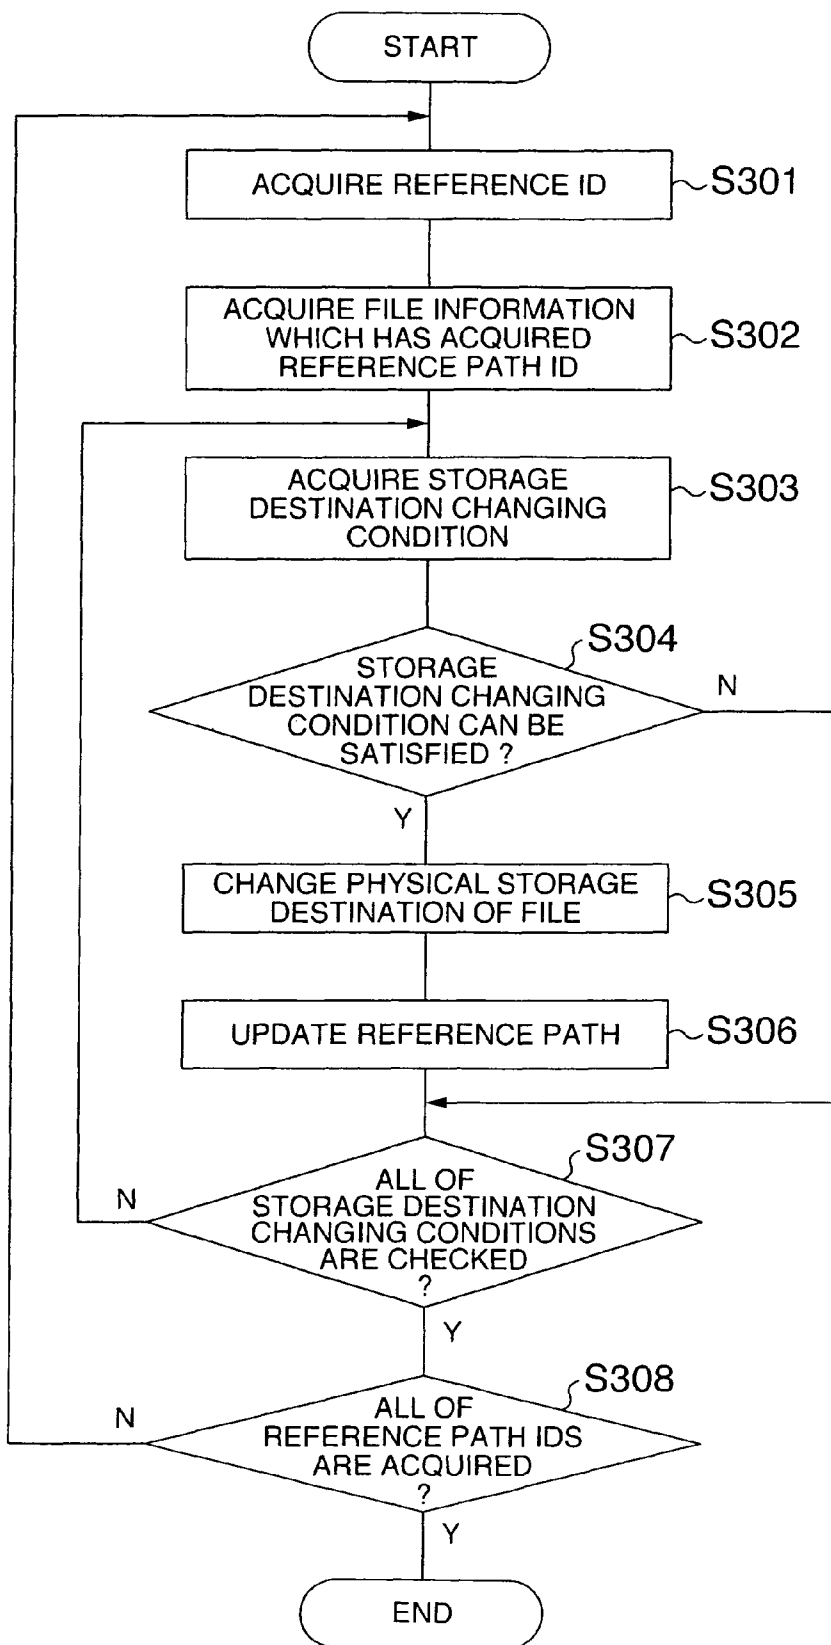 START
ACQUIRE REFERENCE ID
S301
ACQUIRE FILE INFORMATION
WHICH HAS ACQUIRED
REFERENCE PATH ID
S302
ACQUIRE STORAGE
DESTINATION CHANGING
CONDITION
S303
S304
STORAGE
DESTINATION CHANGING
CONDITION CAN BE
SATISFIED ?
N
Y
CHANGE PHYSICAL STORAGE
DESTINATION OF FILE
S305
UPDATE REFERENCE PATH
S306
S307
ALL OF
STORAGE DESTINATION
CHANGING CONDITIONS
ARE CHECKED
?
N
Y
S308
ALL OF
REFERENCE PATH IDS
ARE ACQUIRED
?
N
Y
END